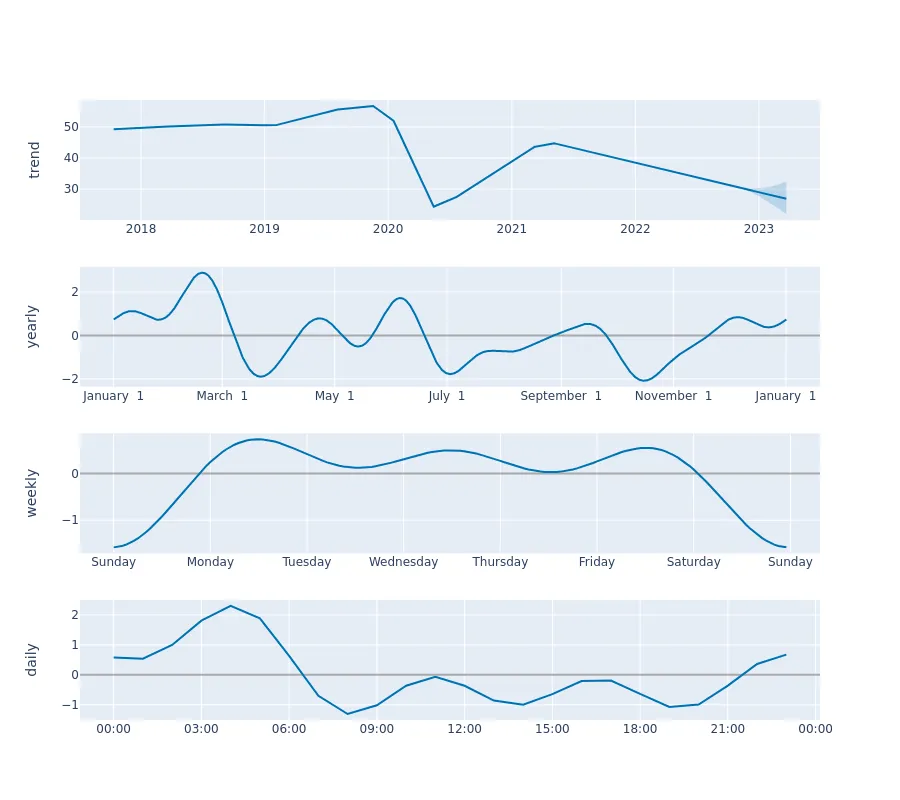 trend
50
40
30
2018 2019 2020 2021 2022 2023
yearly
2
0
−2
January 1 March 1 May 1 July 1 September 1 November 1 January 1
weekly
0
−1
Sunday Monday Tuesday Wednesday Thursday Friday Saturday Sunday
daily
2
1
0
−1
00:00 03:00 06:00 09:00 12:00 15:00 18:00 21:00 00:00